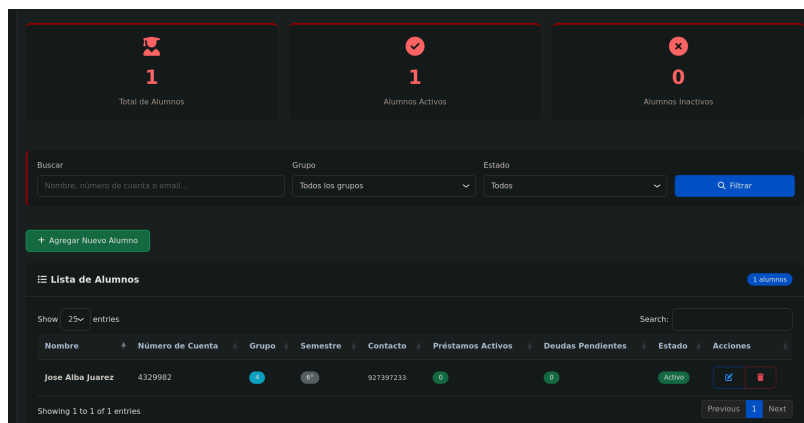 1
Total de Alumnos
1
Alumnos Activos
0
Alumnos Inactivos
Buscar
Nombre, número de cuenta o email...
Grupo
Todos los grupos
Estado
Todos
Filtrar
+ Agregar Nuevo Alumno
Lista de Alumnos
1 alumnos
Show 25 entries
Search:
Nombre Número de Cuenta Grupo Semestre Contacto Préstamos Activos Deudas Pendientes Estado Acciones
Jose Alba Juarez 4329982 4 6° 927397233 0 0 Activo
Showing 1 to 1 of 1 entries
Previous 1 Next